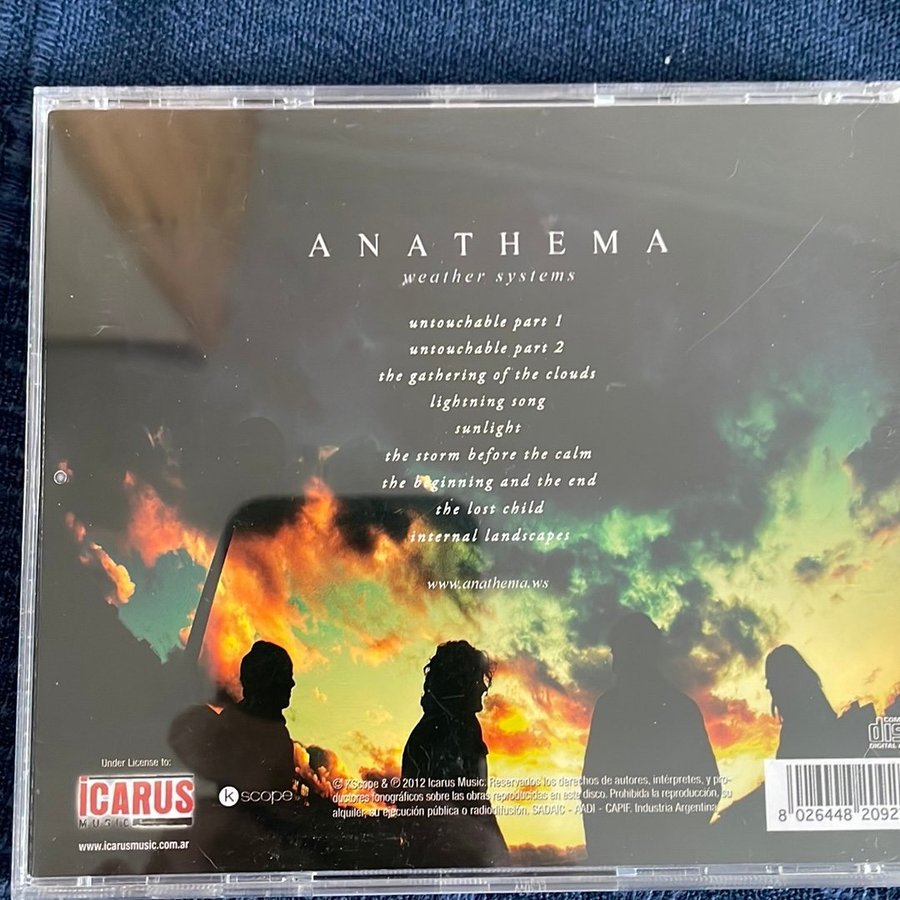 ANATHEMA
weather systems
untouchable part 1
untouchable part 2
the gathering of the clouds
lightning song
sunlight
the storm before the calm
the beginning and the end
the lost child
internal landscapes
www.anathema.ws
Under License to:
iCARUS
MUSIC
www.icarusmusic.com.ar
k scope
© KScope & ℗ 2012 Icarus Music. Reservados los derechos de autores, intérpretes, y pro-
ductores fonográficos sobre las obras reproducidas en este disco. Prohibida la reproducción, su
alquiler, su ejecución pública o radiodifusión. SADAIC - AADI - CAPIF. Industria Argentina.
DIGITAL
8 026448 2092